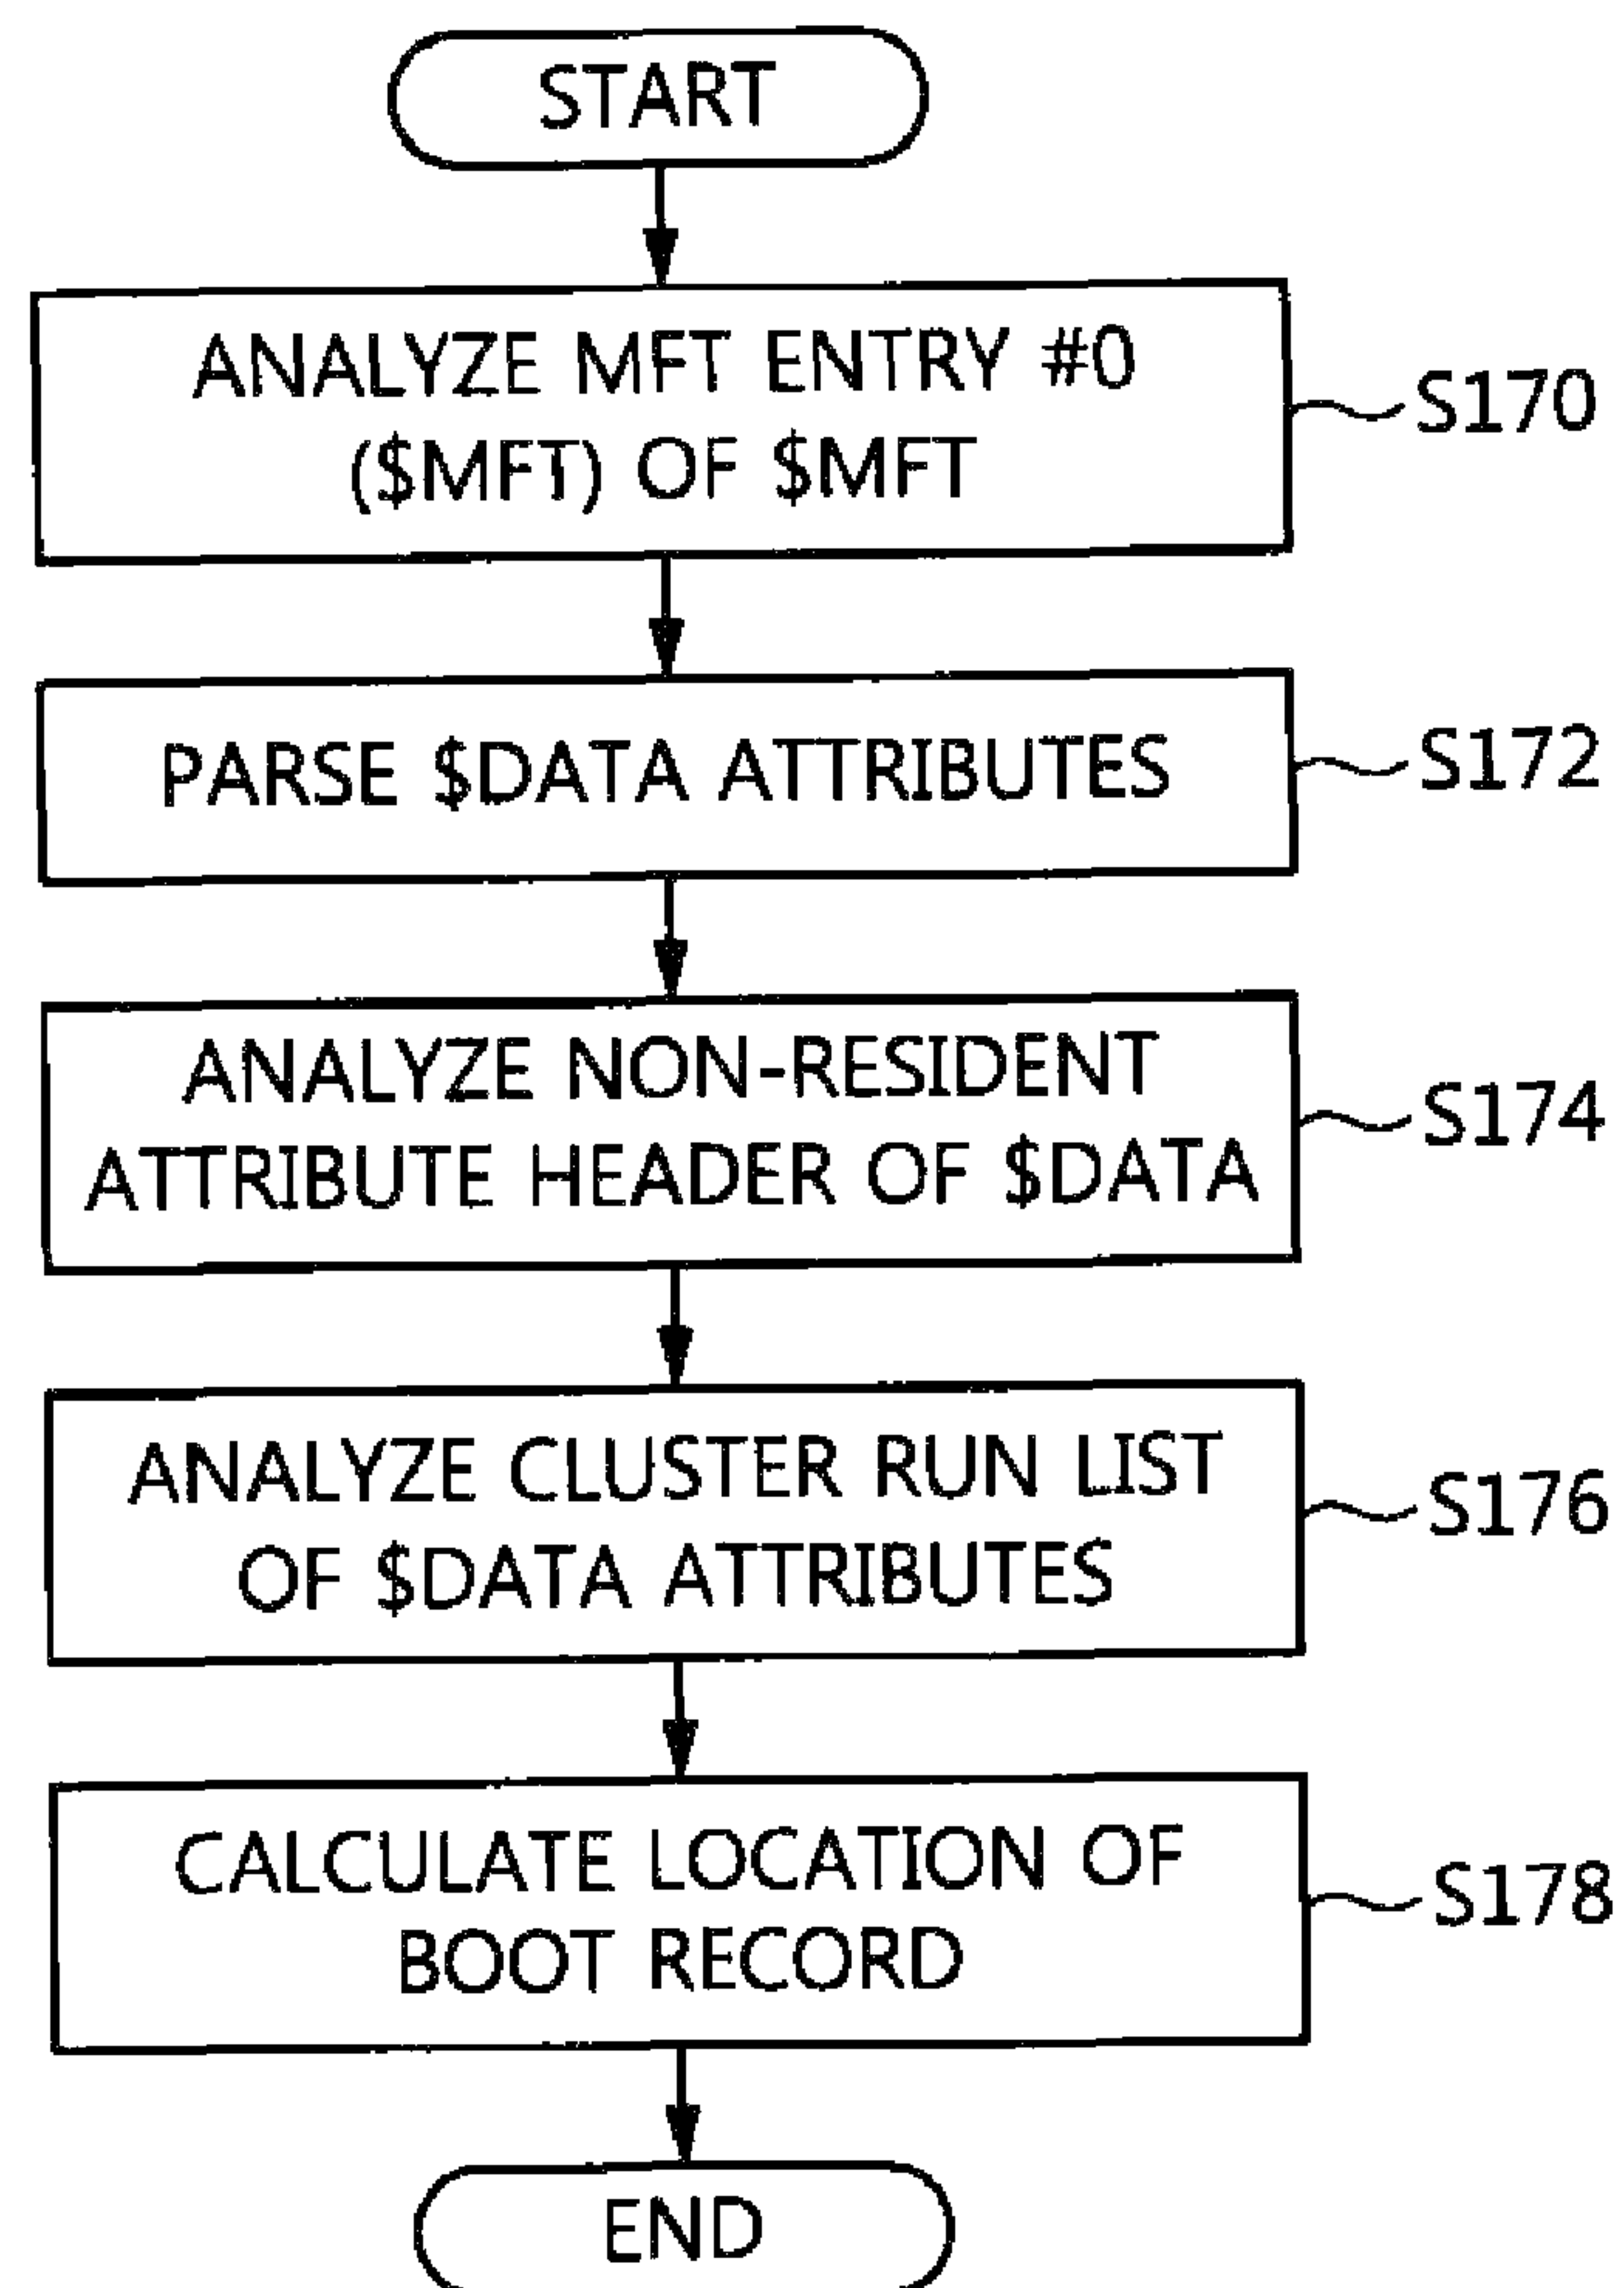 START
ANALYZE MFT ENTRY #0
($MFT) OF $MFT
S170
PARSE $DATA ATTRIBUTES
S172
ANALYZE NON-RESIDENT
ATTRIBUTE HEADER OF $DATA
S174
ANALYZE CLUSTER RUN LIST
OF $DATA ATTRIBUTES
S176
CALCULATE LOCATION OF
BOOT RECORD
S178
END